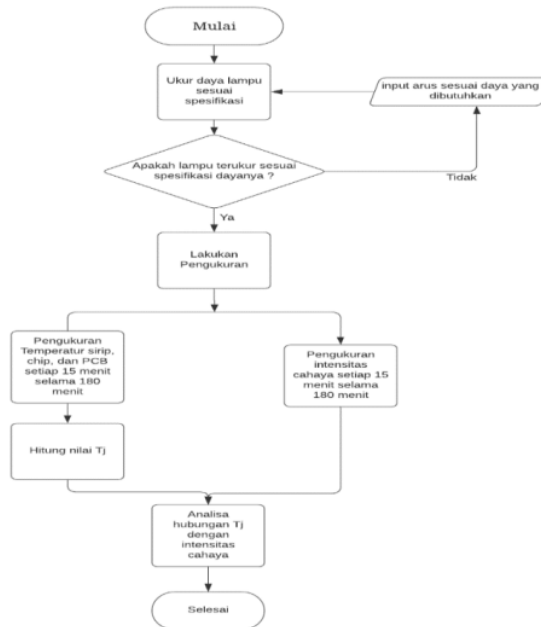 Mulai
Ukur daya lampu
sesuai
spesifikasi
input arus sesuai daya yang
dibutuhkan
Apakah lampu terukur sesuai
spesifikasi dayanya ?
Tidak
Ya
Lakukan
Pengukuran
Pengukuran
Temperatur sirip,
chip, dan PCB
setiap 15 menit
selama 180
menit
Pengukuran
intensitas
cahaya setiap 15
menit selama
180 menit
Hitung nilai Tj
Analisa
hubungan Tj
dengan
intensitas
cahaya
Selesai